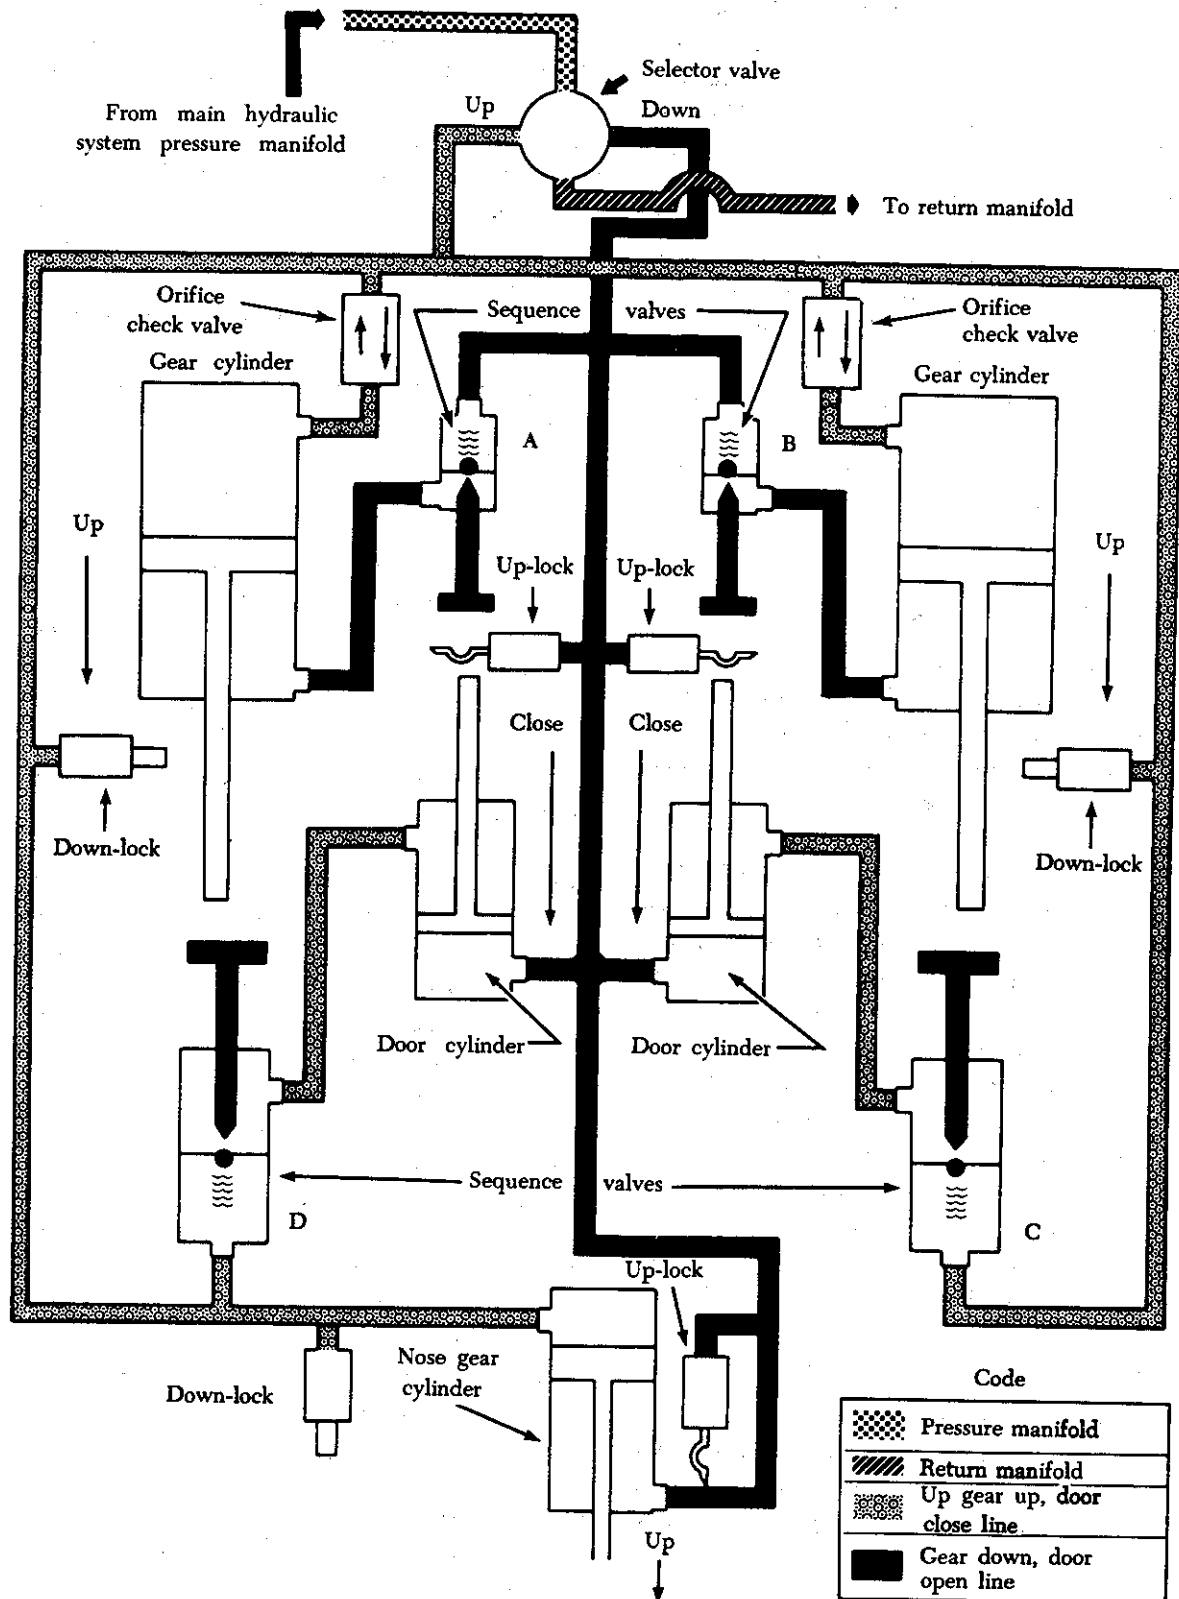 Selector valve
Up
Down
From main hydraulic
system pressure manifold
To return manifold
Orifice
check valve
Sequence valves
Orifice
check valve
Gear cylinder
Gear cylinder
A
B
Up
Up
Up-lock
Up-lock
Close
Close
Down-lock
Down-lock
Door cylinder
Door cylinder
Sequence valves
D
C
Up-lock
Nose gear
cylinder
Down-lock
Up
Code
Pressure manifold
Return manifold
Up gear up, door
close line
Gear down, door
open line